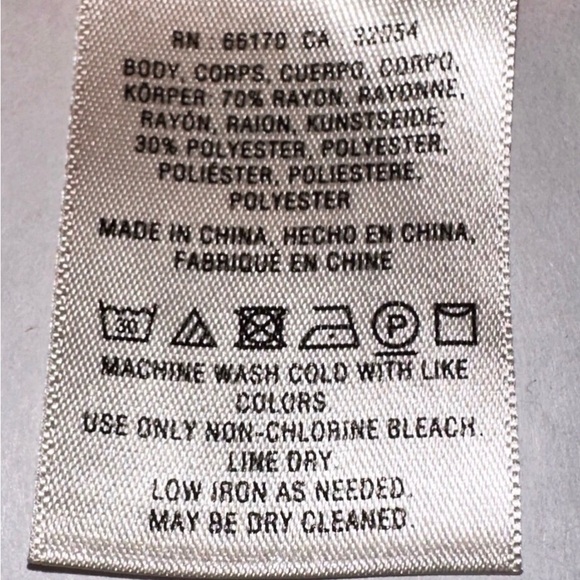 RN : 66170 CA : 32054
BODY, CORPS, CUERPO, CORPO,
KÖRPER: 70% RAYON, RAYONNE,
RAYÓN, RAION, KUNSTSEIDE;
30% POLYESTER, POLYESTER,
POLIÉSTER, POLIESTERE,
POLYESTER
MADE IN CHINA, HECHO EN CHINA,
FABRIQUÉ EN CHINE
30 P
MACHINE WASH COLD WITH LIKE
COLORS
USE ONLY NON-CHLORINE BLEACH.
LINE DRY.
LOW IRON AS NEEDED.
MAY BE DRY CLEANED.